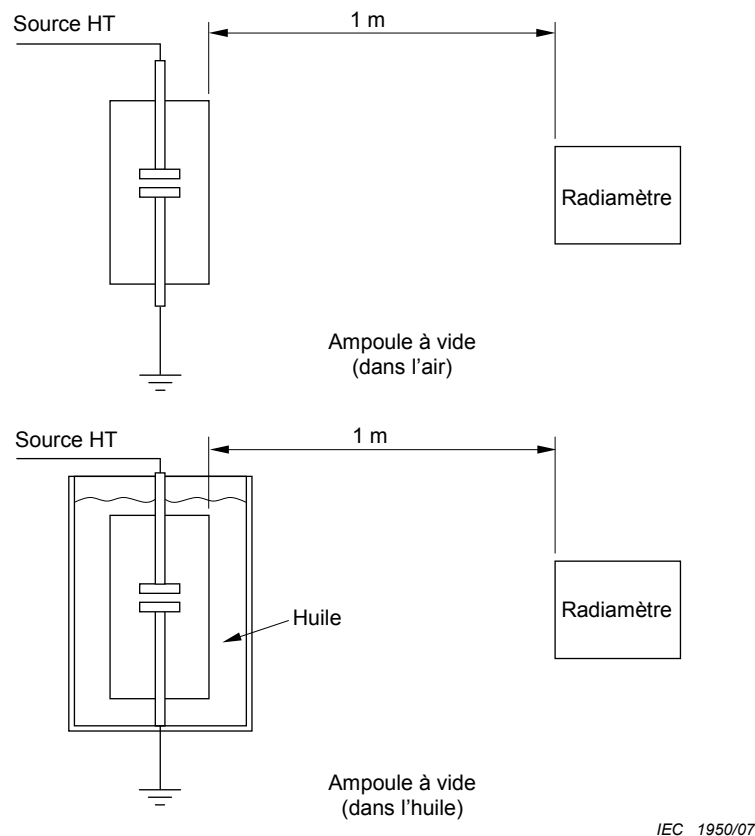 Source HT
1 m
Radiamètre
Ampoule à vide
(dans l'air)
Source HT
1 m
Huile
Radiamètre
Ampoule à vide
(dans l'huile)
IEC 1950/07